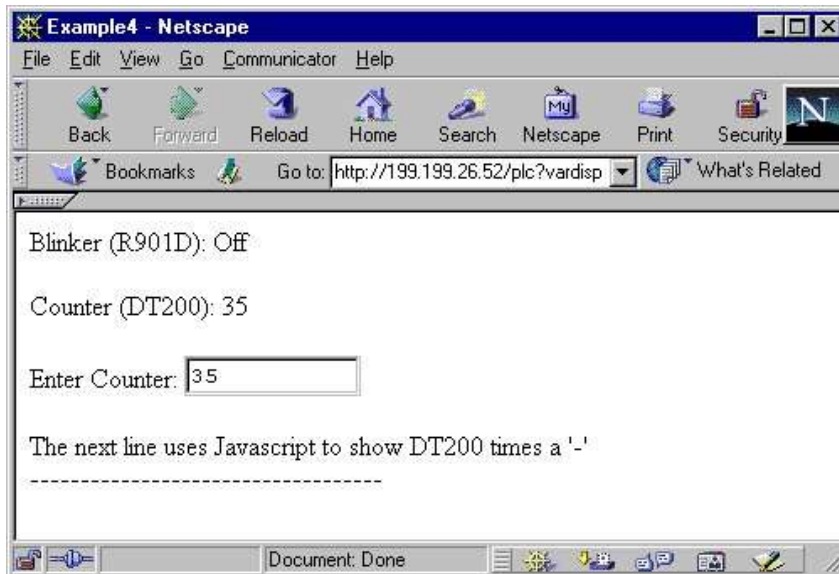 Example4 - Netscape
File Edit View Go Communicator Help
Back Forward Reload Home Search Netscape Print Security
My
N
Bookmarks Go to: http://199.199.26.52/plc?vardisp What's Related
Blinker (R901D): Off
Counter (DT200): 35
Enter Counter: 35
The next line uses Javascript to show DT200 times a '-'
-----------------------------------
Document: Done